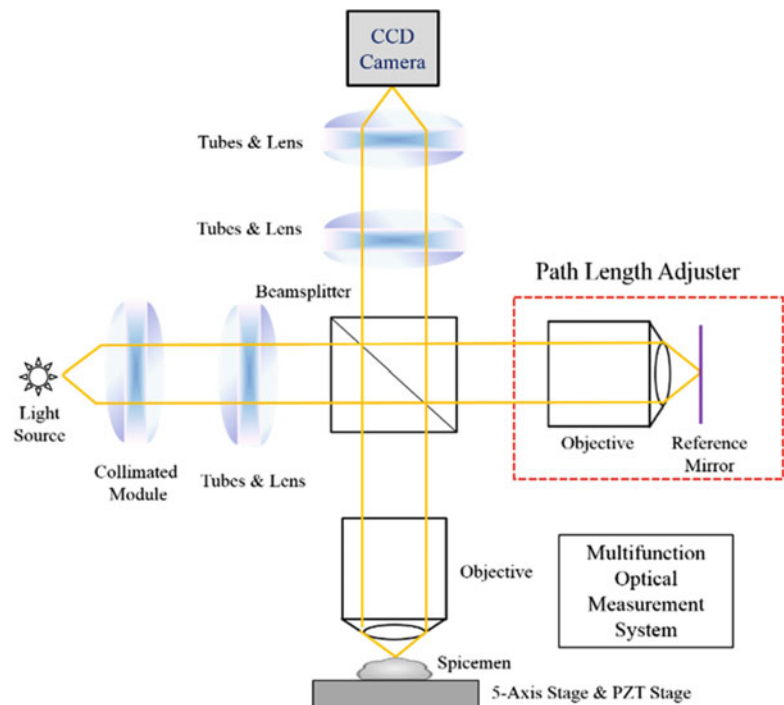 CCD
Camera
Tubes & Lens
Tubes & Lens
Beamsplitter
Path Length Adjuster
Light
Source
Collimated
Module
Tubes & Lens
Objective
Reference
Mirror
Objective
Multifunction
Optical
Measurement
System
Spicemen
5-Axis Stage & PZT Stage